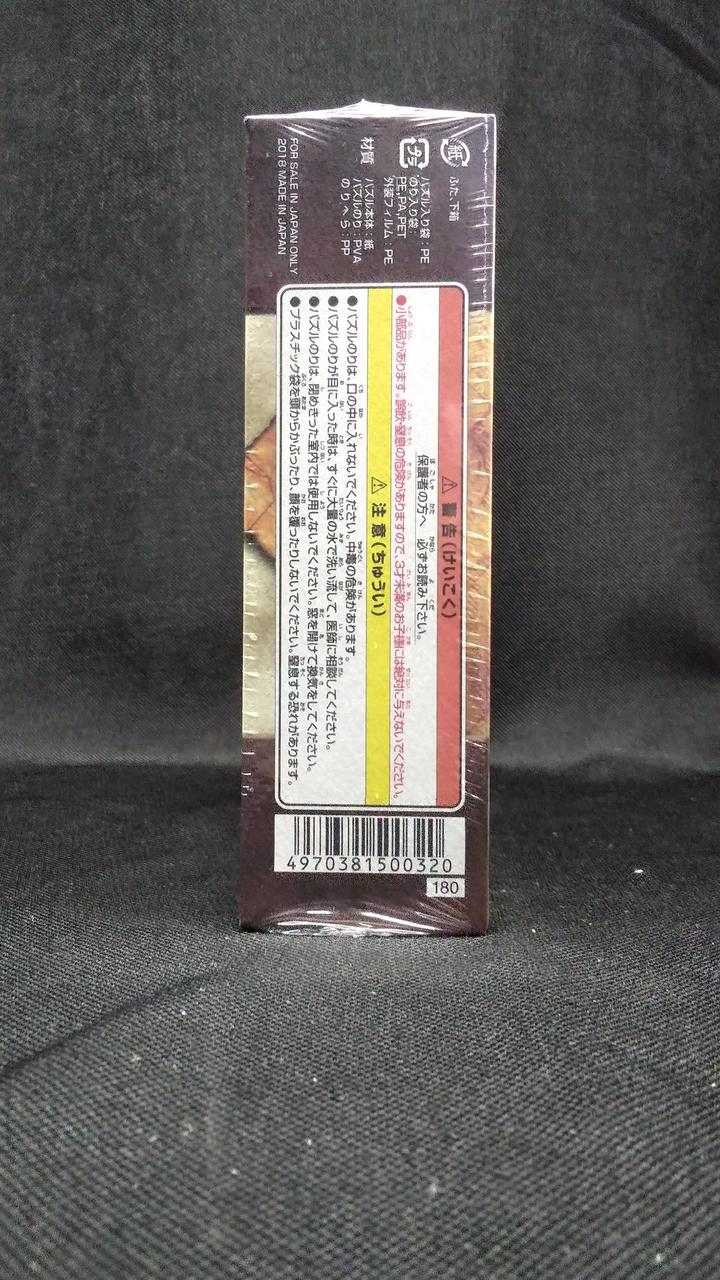 紙
ふた、下箱
プラ
パズル入り袋：PE
のり入り袋：
PE,PA,PET
外装フィルム：PE
材質
パズル本体：紙
パズルのり：PVA
のりへら：PP
FOR SALE IN JAPAN ONLY
2018 MADE IN JAPAN
⚠ 警告(けいこく)
保護者の方へ 必ずお読み下さい。
●小部品があります。誤飲・窒息の危険がありますので、3才未満のお子様には絶対に与えないでください。
⚠ 注意(ちゅうい)
●パズルのりは、口の中に入れないでください。中毒の危険があります。
●パズルのりが目に入った時は、すぐに大量の水で洗い流して、医師に相談してください。
●パズルのりは、閉めきった室内では使用しないでください。窓を開けて換気をしてください。
●プラスチック袋を頭からかぶったり、顔を覆ったりしないでください。窒息する恐れがあります。
4970381500320
180